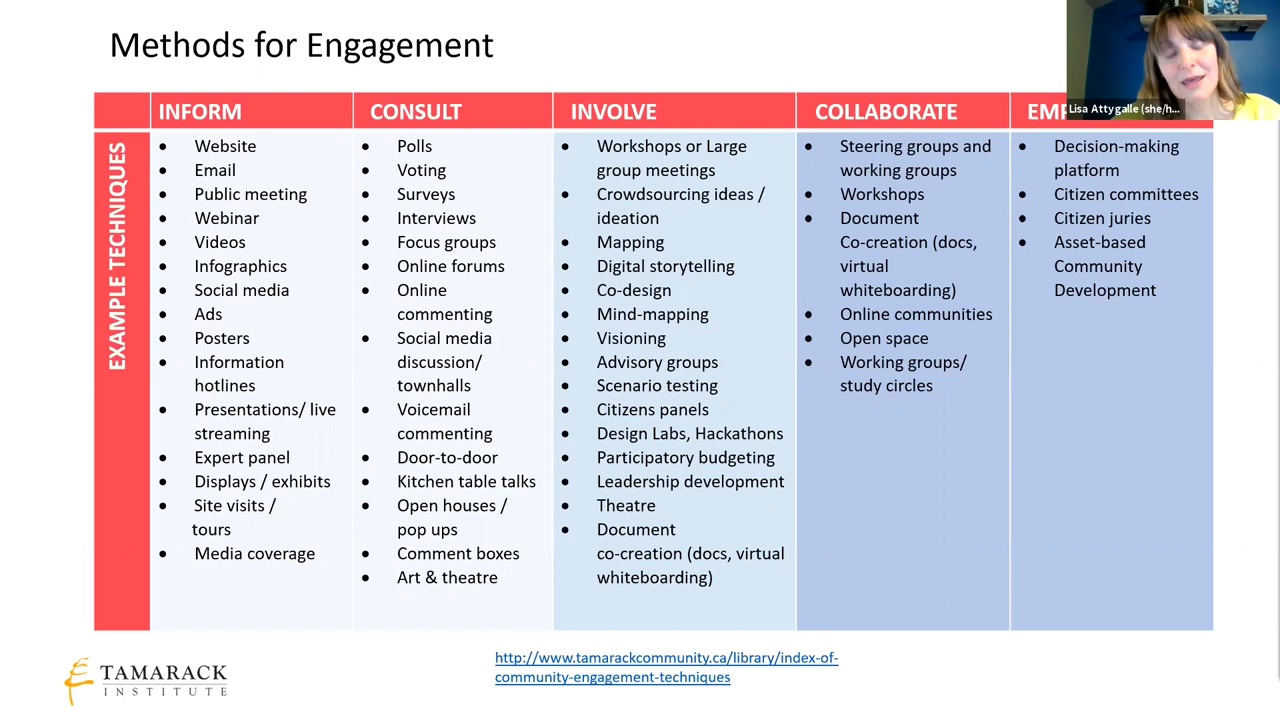 Methods for Engagement
Lisa Attygalle (she/h...
INFORM
CONSULT
INVOLVE
COLLABORATE
EXAMPLE TECHNIQUES
• Website
• Email
• Public meeting
• Webinar
• Videos
• Infographics
• Social media
• Ads
• Posters
• Information
hotlines
• Presentations/ live
streaming
• Expert panel
• Displays / exhibits
• Site visits /
tours
• Media coverage
• Polls
• Voting
• Surveys
• Interviews
• Focus groups
• Online forums
• Online
commenting
• Social media
discussion/
townhalls
• Voicemail
commenting
• Door-to-door
• Kitchen table talks
• Open houses /
pop ups
• Comment boxes
• Art & theatre
• Workshops or Large
group meetings
• Crowdsourcing ideas /
ideation
• Mapping
• Digital storytelling
• Co-design
• Mind-mapping
• Visioning
• Advisory groups
• Scenario testing
• Citizens panels
• Design Labs, Hackathons
• Participatory budgeting
• Leadership development
• Theatre
• Document
co-creation (docs, virtual
whiteboarding)
• Steering groups and
working groups
• Workshops
• Document
Co-creation (docs,
virtual
whiteboarding)
• Online communities
• Open space
• Working groups/
study circles
• Decision-making
platform
• Citizen committees
• Citizen juries
• Asset-based
Community
Development
TAMARACK
INSTITUTE
http://www.tamarackcommunity.ca/library/index-of-
community-engagement-techniques